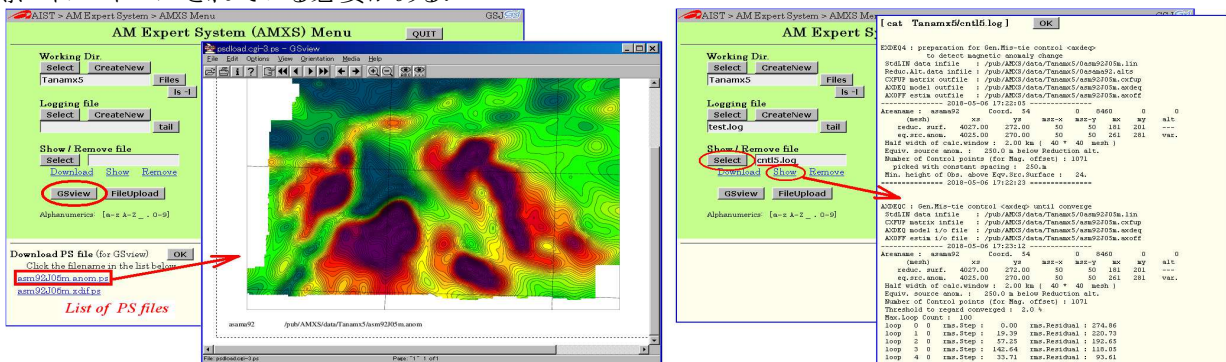 AIST > AM Expert System > AMXS Menu
GSJ
AM Expert System (AMXS) Menu
QUIT
Working Dir.
Select CreateNew
Tanamx5
Files
ls -l
Logging file
Select CreateNew
tail
Show / Remove file
Select
Download Show Remove
GSview FileUpload
Alphanumerics [a-z A-Z _ . 0-9]
Download PS file (for GSview) OK
Click the filename in the list below
asm92J05m.anom.ps
asm92J05m.xdif.ps
List of PS files
psdload.cgi-3.ps - GSview
File Edit Options View Orientation Media Help
asama92 /pub/AMXS/data/Tanamx5/asm92J05m.anom
File: psdload.cgi-3.ps Page: "1" 1 of 1
AIST > AM Expert System > AMXS Men
AM Expert S
Working Dir.
Select CreateNew
Tanamx5
Files
ls -l
Logging file
Select CreateNew
test.log
tail
Show / Remove file
Select cntl5.log
Download Show Remove
GSview FileUpload
Alphanumerics [a-z A-Z _ . 0-9]
[ cat Tanamx5/cntl5.log ] OK
EXDEQ4 : preparation for Gen.Mis-tie control <axdeq>
to detect magnetic anomaly change
StdLIN data infile : /pub/AMXS/data/Tanamx5/0asm92J05m.lin
Reduc.Alt.data infile : /pub/AMXS/data/Tanamx5/0asama92.alts
CXFUP matrix outfile : /pub/AMXS/data/Tanamx5/asm92J05m.cxfup
AXDEQ model outfile : /pub/AMXS/data/Tanamx5/asm92J05m.axdeq
AXOFF estim outfile : /pub/AMXS/data/Tanamx5/asm92J05m.axoff
--------------- 2018-05-06 17:22:05 ---------------
Areaname : asama92 Coord. 54 0 8460 0 0
(mesh) xs ys msz-x msz-y mx my alt
reduc. surf. 4027.00 272.00 50 50 181 201 ---
eq.src.anom. 4025.00 270.00 50 50 261 281 var.
Half width of calc.window : 2.00 km ( 40 * 40 mesh )
Equiv. source anom. : 250.0 m below Reduction alt.
Number of Control points (for Mag. offset) : 1071
picked with constant spacing : 250.m
Min. height of Obs. above Eqv.Src.Surface : 24.
--------------- 2018-05-06 17:22:23 ---------------
AXDEQC : Gen.Mis-tie control <axdeq> until converge
StdLIN data infile : /pub/AMXS/data/Tanamx5/0asm92J05m.lin
CXFUP matrix infile : /pub/AMXS/data/Tanamx5/asm92J05m.cxfup
AXDEQ model i/o file : /pub/AMXS/data/Tanamx5/asm92J05m.axdeq
AXOFF estim i/o file : /pub/AMXS/data/Tanamx5/asm92J05m.axoff
--------------- 2018-05-06 17:23:12 ---------------
Areaname : asama92 Coord. 54 0 8460 0 0
(mesh) xs ys msz-x msz-y mx my alt
reduc. surf. 4027.00 272.00 50 50 181 201 ---
eq.src.anom. 4025.00 270.00 50 50 261 281 var.
Half width of calc.window : 2.00 km ( 40 * 40 mesh )
Equiv. source anom. : 250.0 m below Reduction alt.
Number of Control points (for Mag. offset) : 1071
Threshold to regard converged : 2.0 %
Max.Loop Count : 100
loop 0 0 rms.Step : 0.00 rms.Residual : 274.86
loop 1 0 rms.Step : 19.39 rms.Residual : 220.73
loop 2 0 rms.Step : 57.25 rms.Residual : 192.65
loop 3 0 rms.Step : 142.64 rms.Residual : 118.05
loop 4 0 rms.Step : 33.71 rms.Residual : 93.61